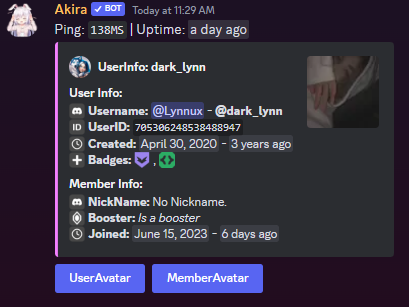 Akira BOT Today at 11:29 AM
Ping: 138MS | Uptime: a day ago
UserInfo: dark_lynn
User Info:
Username: @Lynnux - @dark_lynn
ID UserID: 705306248538488947
Created: April 30, 2020 - 3 years ago
Badges: ,
Member Info:
NickName: No Nickname.
Booster: Is a booster
Joined: June 15, 2023 - 6 days ago
UserAvatar MemberAvatar